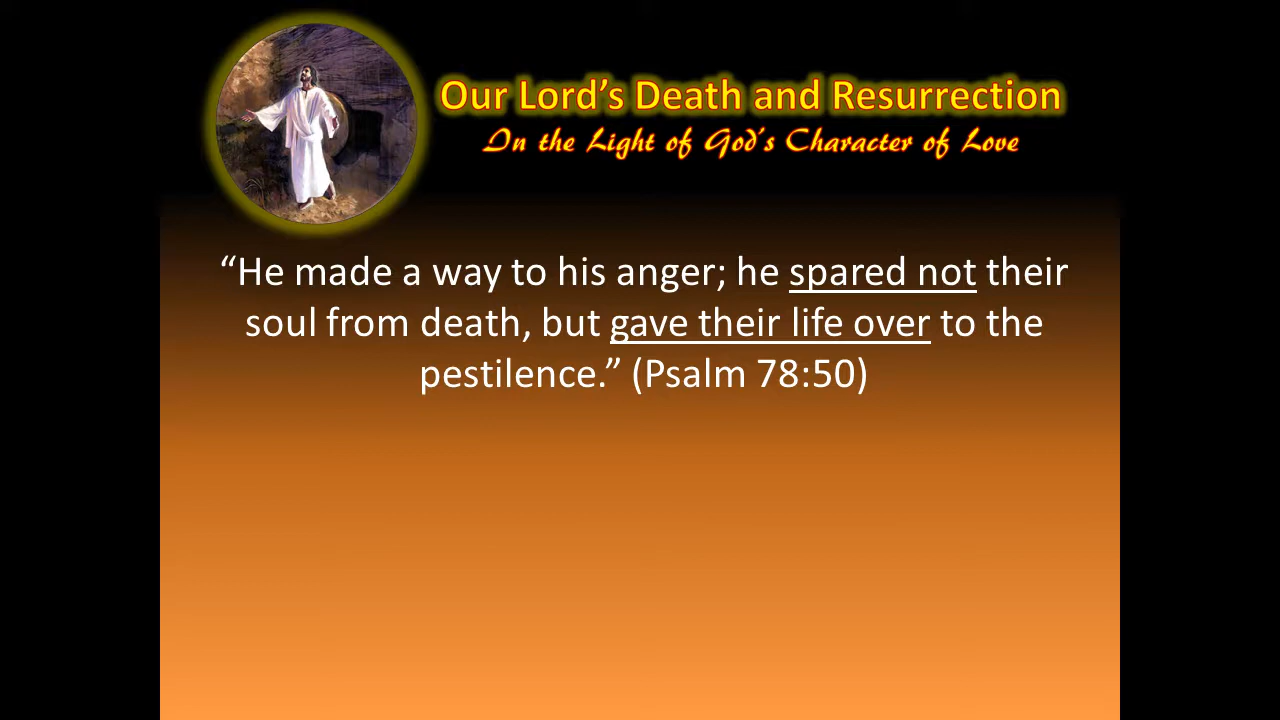 Our Lord’s Death and Resurrection
In the Light of God’s Character of Love
“He made a way to his anger; he spared not their
soul from death, but gave their life over to the
pestilence.” (Psalm 78:50)